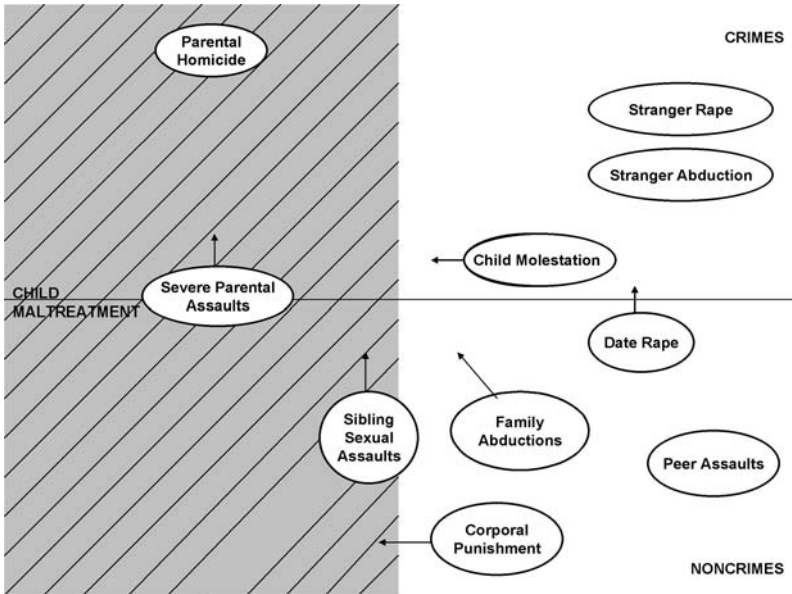 Parental
Homicide
CRIMES
Stranger Rape
Stranger Abduction
Child Molestation
CHILD
MALTREATMENT
Severe Parental
Assaults
Date Rape
Sibling
Sexual
Assaults
Family
Abductions
Peer Assaults
Corporal
Punishment
NONCRIMES